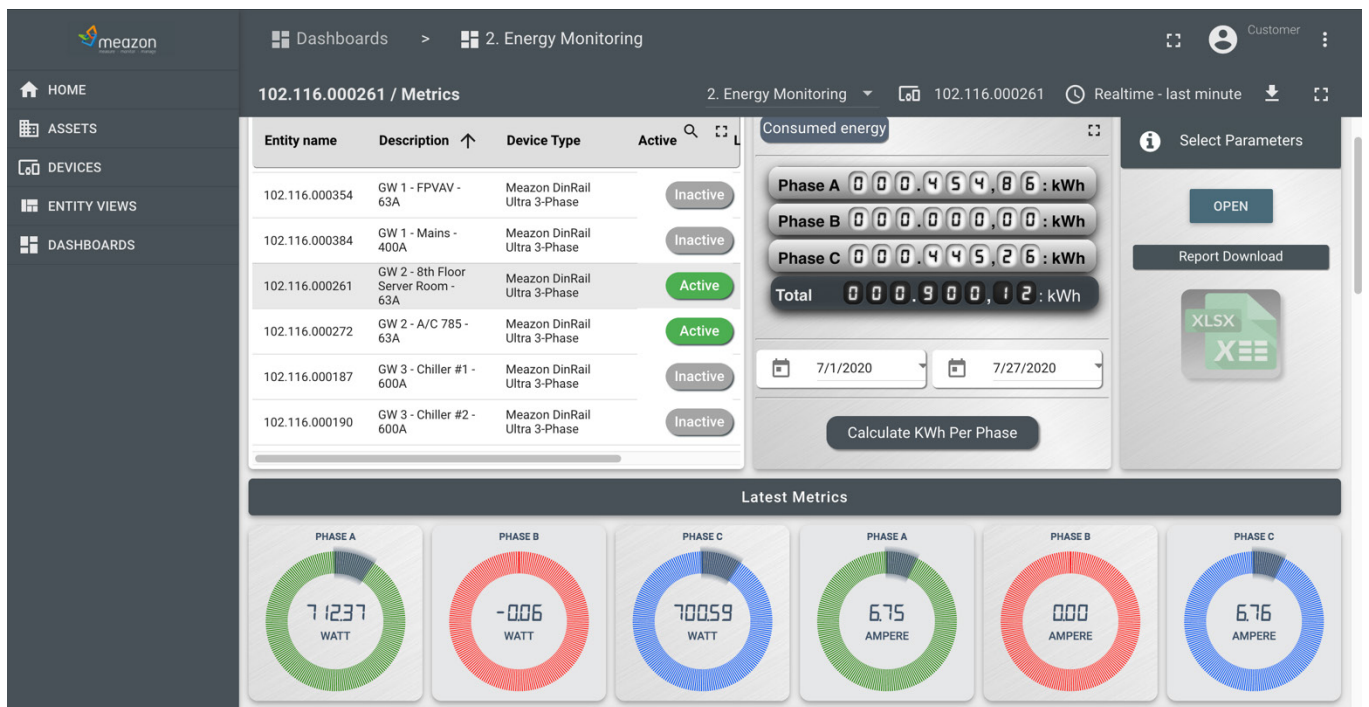 meazon
Dashboards > 2. Energy Monitoring
Customer
HOME
ASSETS
DEVICES
ENTITY VIEWS
DASHBOARDS
102.116.000261 / Metrics
2. Energy Monitoring
102.116.000261
Realtime - last minute
Entity name Description Device Type Active L
102.116.000354 GW 1 - FPVAV - 63A Meazon DinRail Ultra 3-Phase Inactive
102.116.000384 GW 1 - Mains - 400A Meazon DinRail Ultra 3-Phase Inactive
102.116.000261 GW 2 - 8th Floor Server Room - 63A Meazon DinRail Ultra 3-Phase Active
102.116.000272 GW 2 - A/C 785 - 63A Meazon DinRail Ultra 3-Phase Active
102.116.000187 GW 3 - Chiller #1 - 600A Meazon DinRail Ultra 3-Phase Inactive
102.116.000190 GW 3 - Chiller #2 - 600A Meazon DinRail Ultra 3-Phase Inactive
Consumed energy
Phase A 000.454,86: kWh
Phase B 000.000,00: kWh
Phase C 000.445,26: kWh
Total 000.900,12: kWh
7/1/2020 7/27/2020
Calculate KWh Per Phase
Select Parameters
OPEN
Report Download
XLSX
X
Latest Metrics
PHASE A
712.37
WATT
PHASE B
-0.06
WATT
PHASE C
700.59
WATT
PHASE A
6.75
AMPERE
PHASE B
0.00
AMPERE
PHASE C
6.76
AMPERE